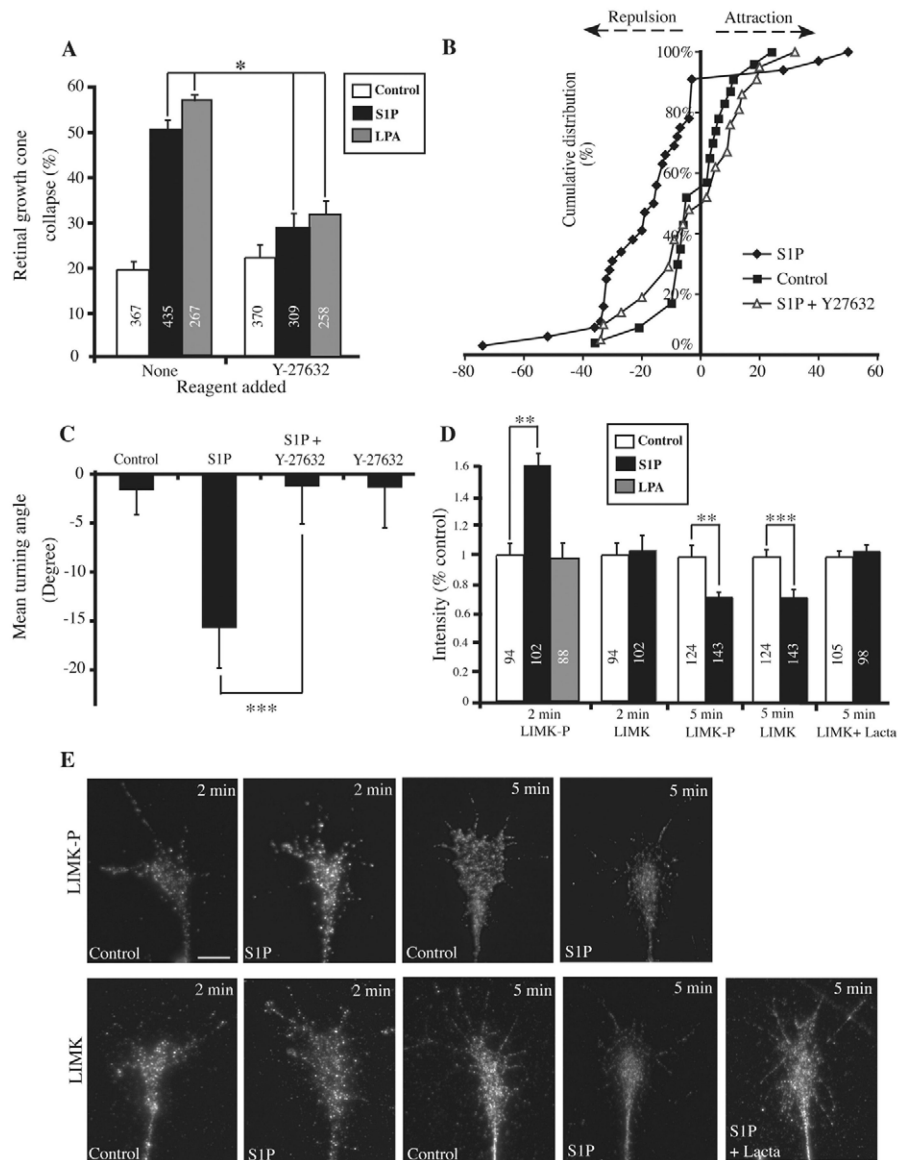 A
*
Control
S1P
LPA
Retinal growth cone
collapse (%)
60
50
40
30
20
10
0
367
435
267
370
309
258
None
Y-27632
Reagent added
B
Repulsion
Attraction
Cumulative distribution
(%)
100%
80%
60%
40%
20%
0%
S1P
Control
S1P + Y27632
-80
-60
-40
-20
0
20
40
60
C
Control
S1P
S1P +
Y-27632
Y-27632
Mean turning angle
(Degree)
0
-5
-10
-15
-20
***
D
Control
S1P
LPA
Intensity (% control)
1.6
1.4
1.2
1
0.8
0.6
0.4
0.2
0
**
**
***
94
102
88
94
102
124
143
124
143
105
98
2 min
LIMK-P
2 min
LIMK
5 min
LIMK-P
5 min
LIMK
5 min
LIMK+ Lacta
E
LIMK-P
2 min
Control
2 min
S1P
5 min
Control
5 min
S1P
LIMK
2 min
Control
2 min
S1P
5 min
Control
5 min
S1P
5 min
S1P
+ Lacta